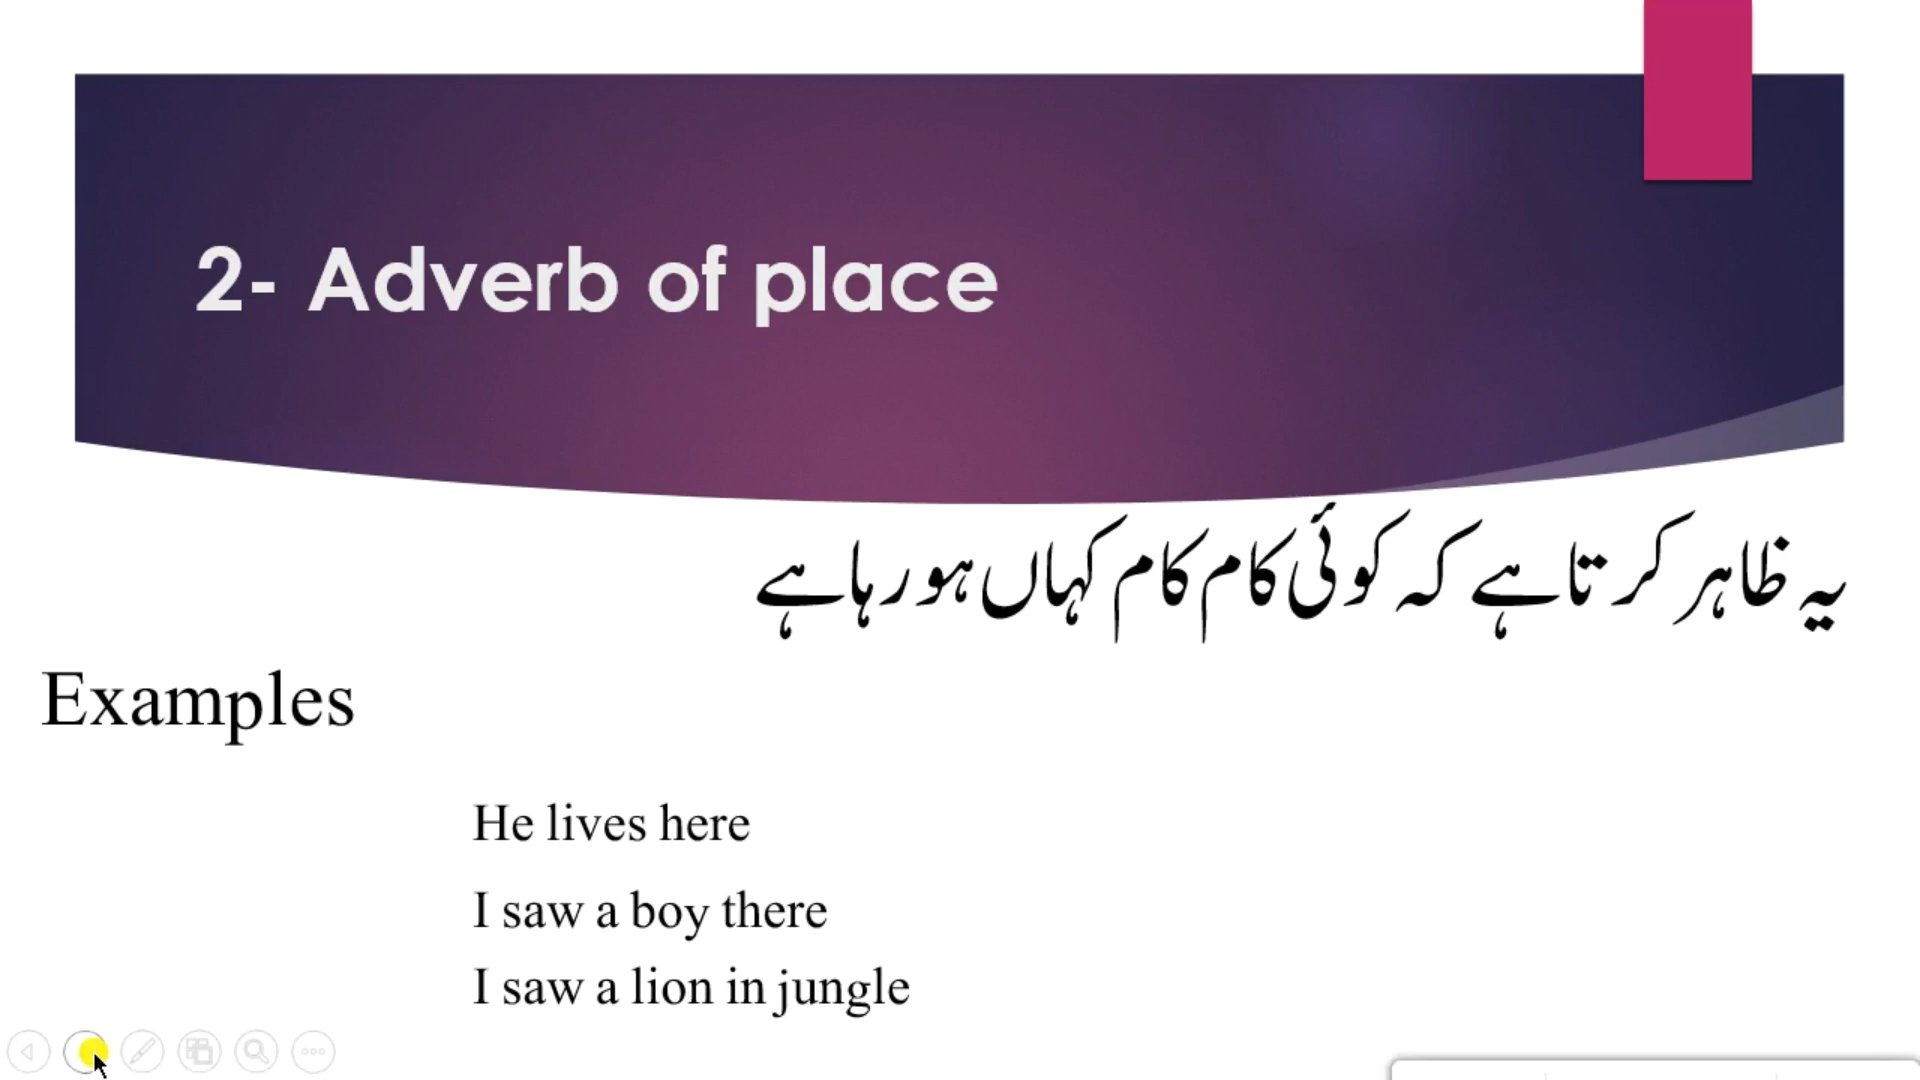 2- Adverb of place
یہ ظاہر کرتا ہے کہ کوئی کام کام کہاں ہو رہا ہے
Examples
He lives here
I saw a boy there
I saw a lion in jungle